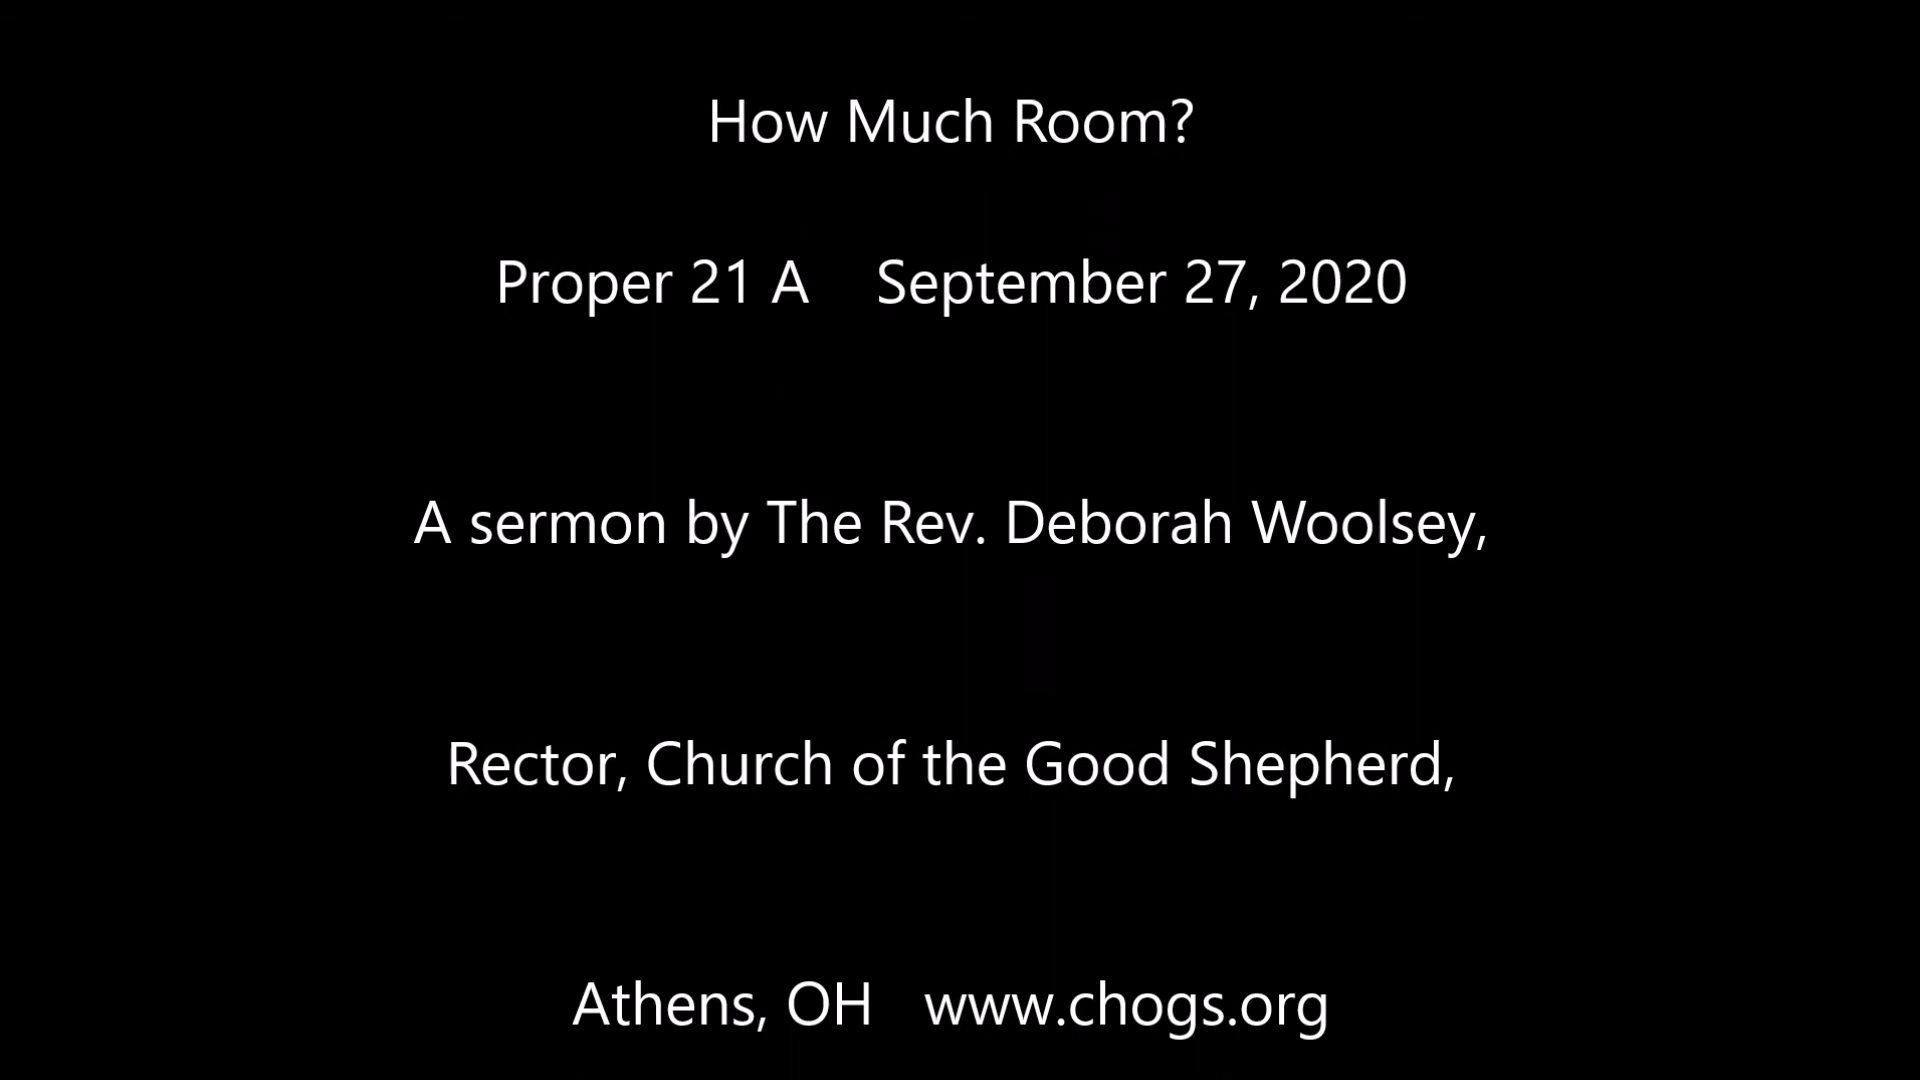 How Much Room?
Proper 21 A    September 27, 2020
A sermon by The Rev. Deborah Woolsey,
Rector, Church of the Good Shepherd,
Athens, OH   www.chogs.org